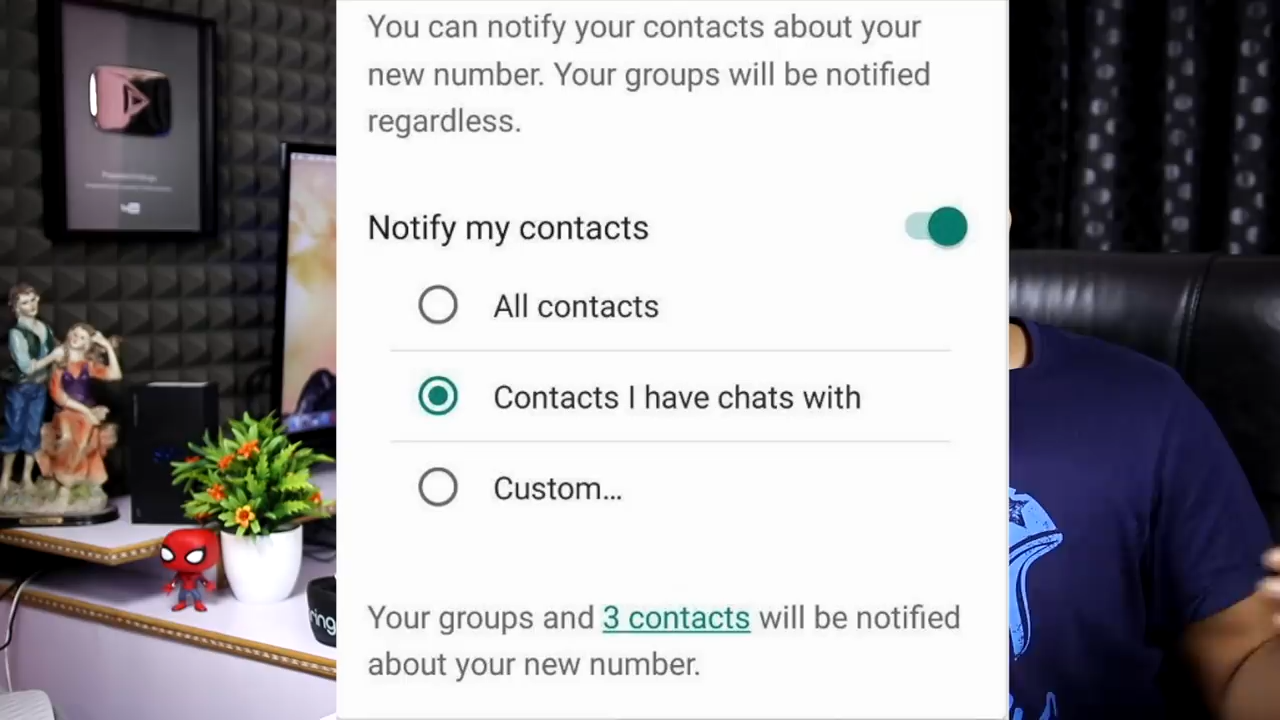 You can notify your contacts about your
new number. Your groups will be notified
regardless.
Notify my contacts
All contacts
Contacts I have chats with
Custom…
Your groups and 3 contacts will be notified
about your new number.
ring